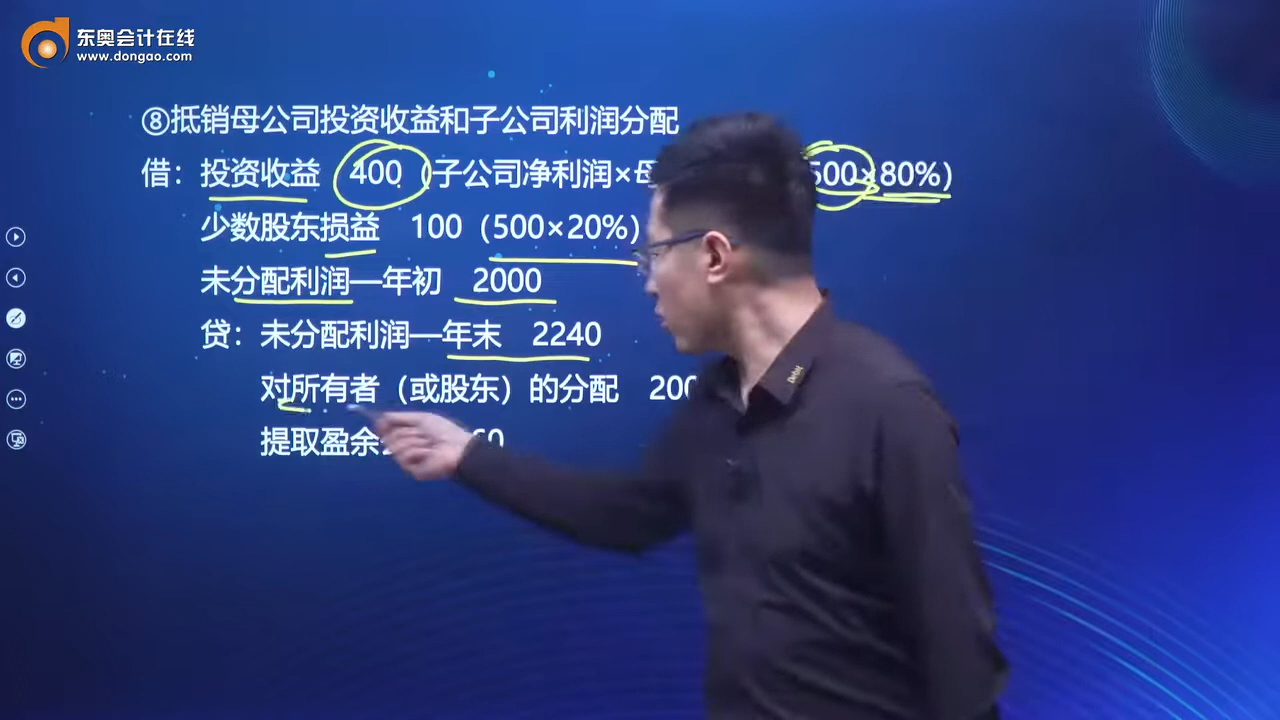 东奥会计在线
www.dongao.com
⑧抵销母公司投资收益和子公司利润分配
借：投资收益 400（子公司净利润×500×80%）
少数股东损益 100（500×20%）
未分配利润—年初 2000
贷：未分配利润—年末 2240
对所有者（或股东）的分配 200
提取盈余 60